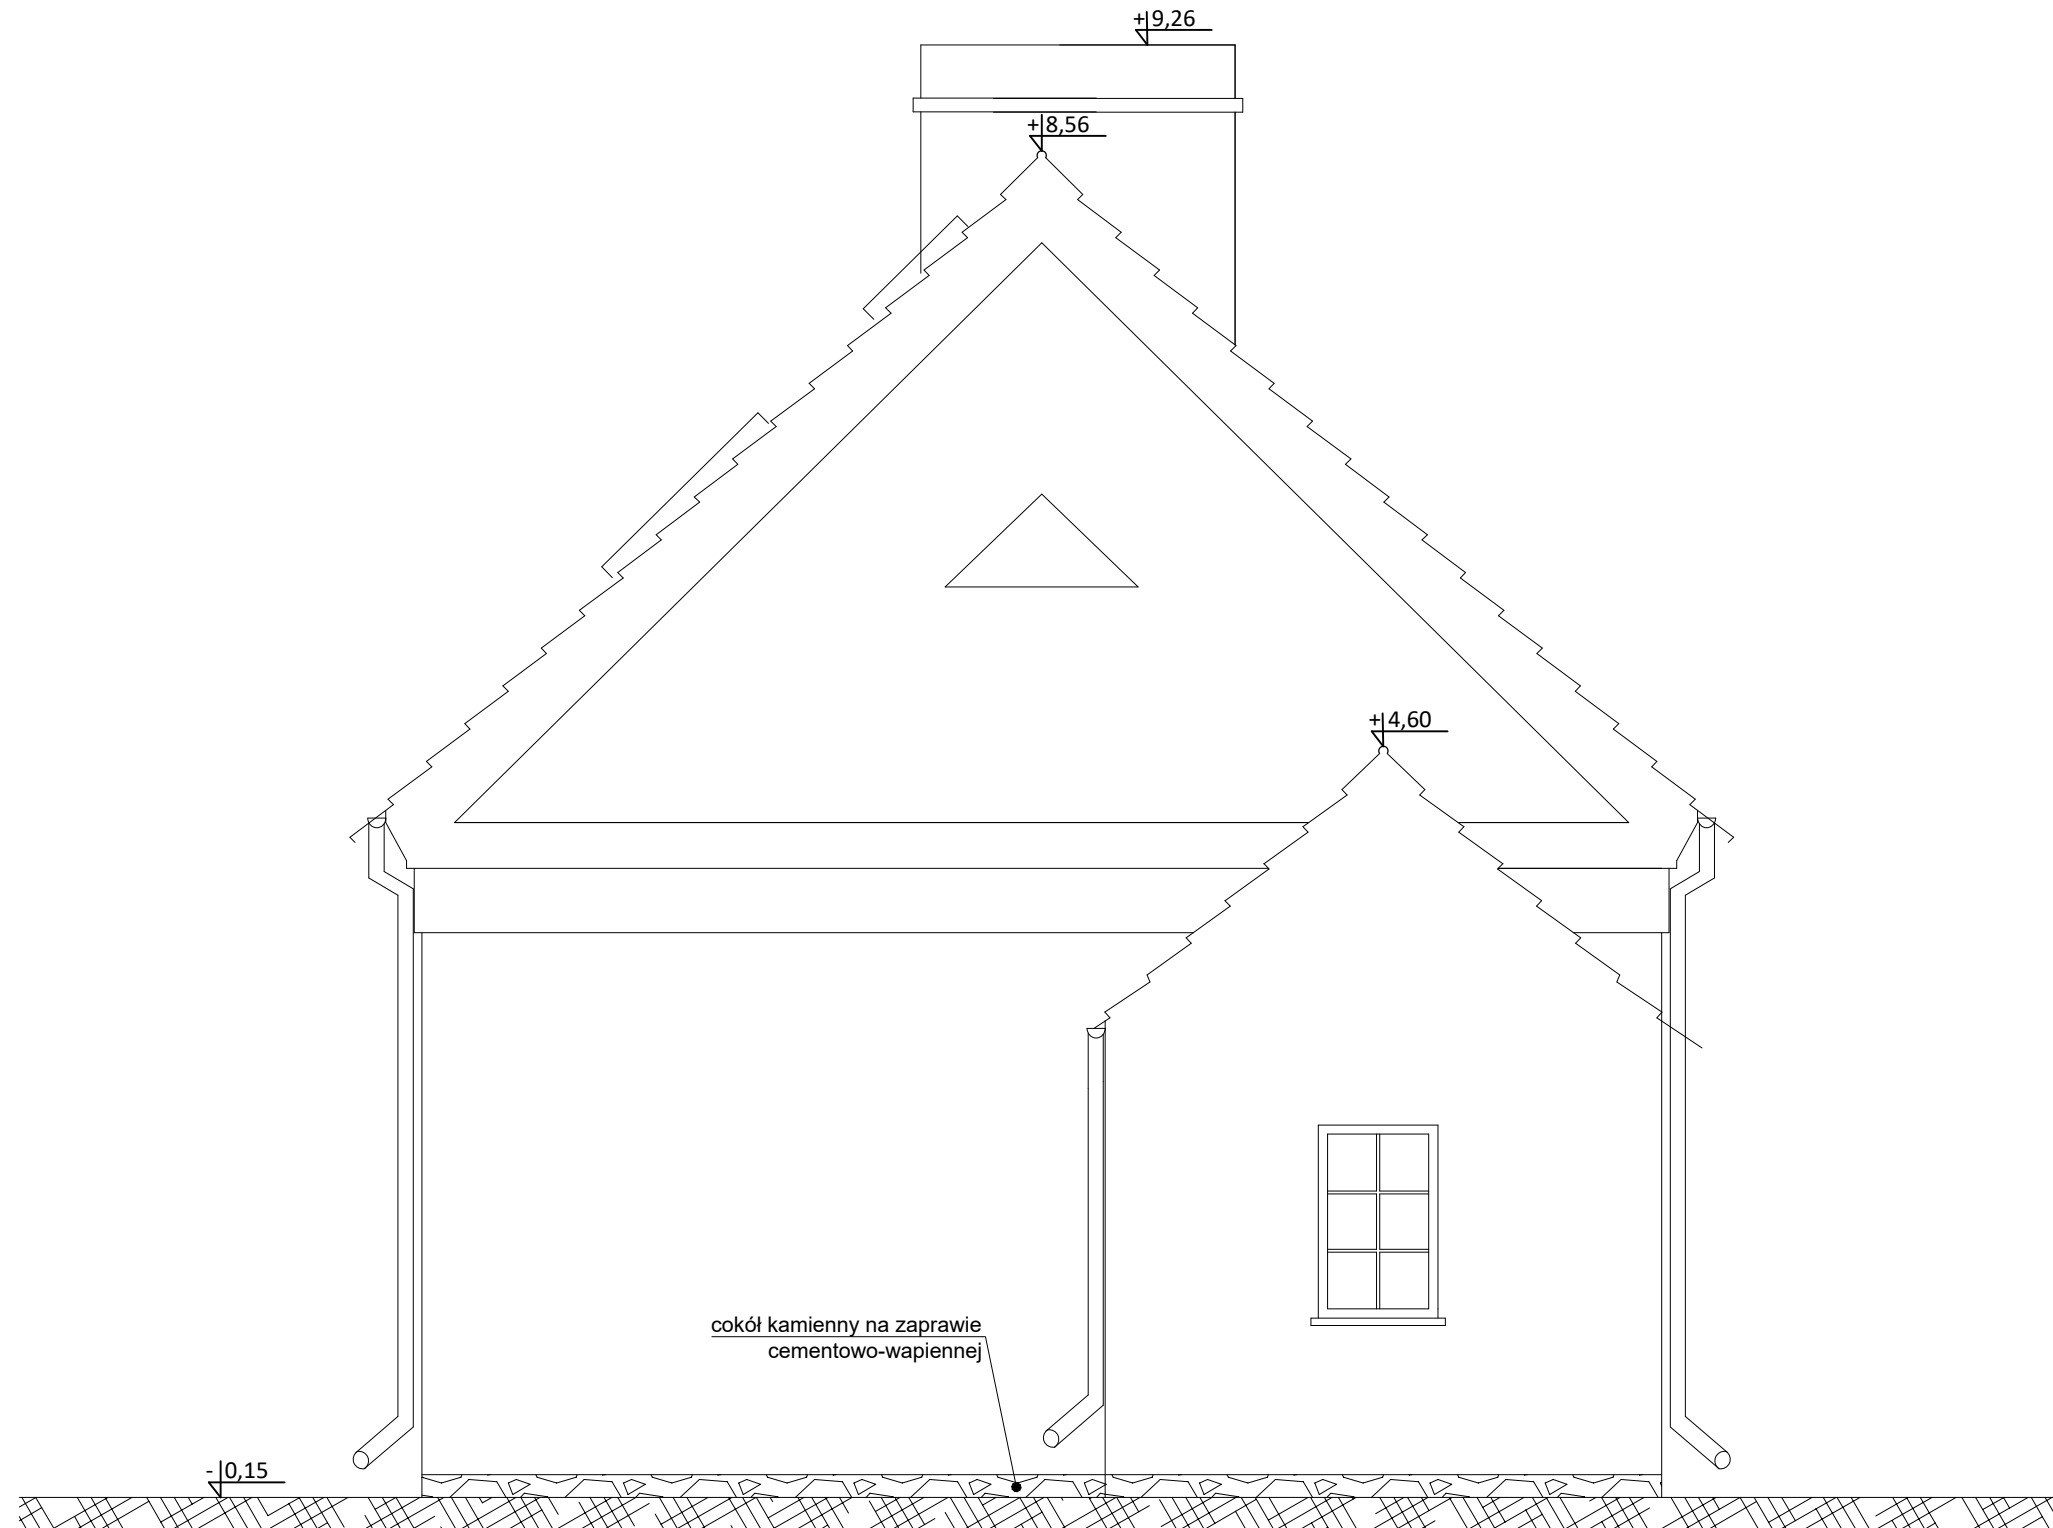 +9,26
+8,56
+4,60
cokół kamienny na zaprawie
cementowo-wapiennej
-0,15